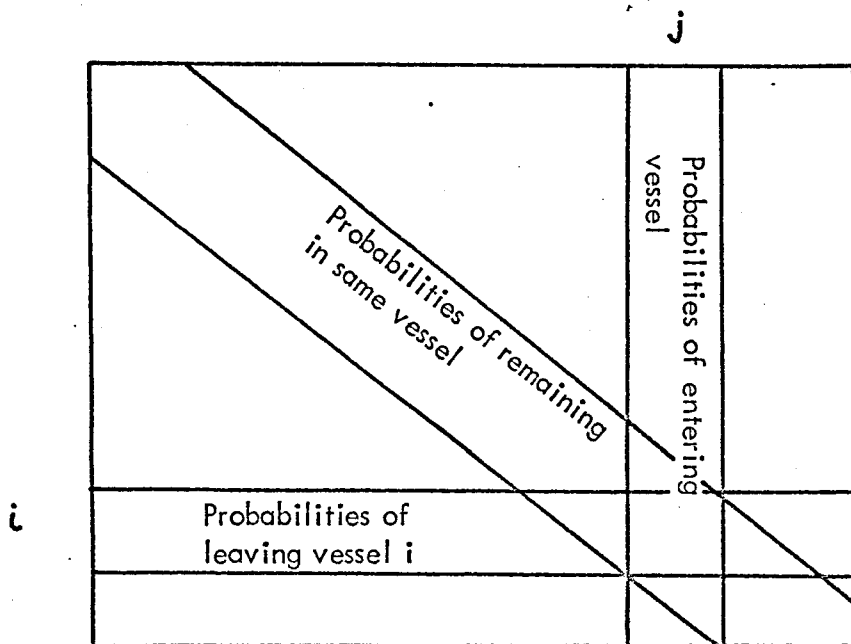 j
Probabilities of entering
vessel
Probabilities of remaining
in same vessel
i
Probabilities of
leaving vessel i